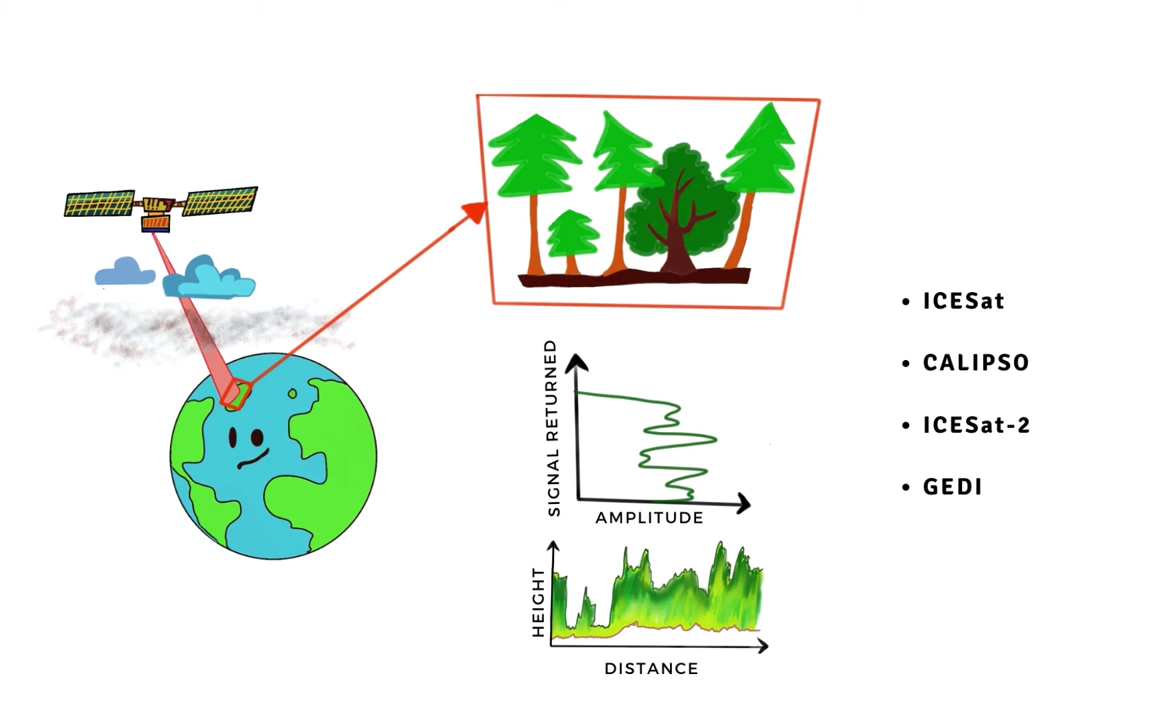 SIGNAL RETURNED
AMPLITUDE
HEIGHT
DISTANCE
• ICESat
• CALIPSO
• ICESat-2
• GEDI